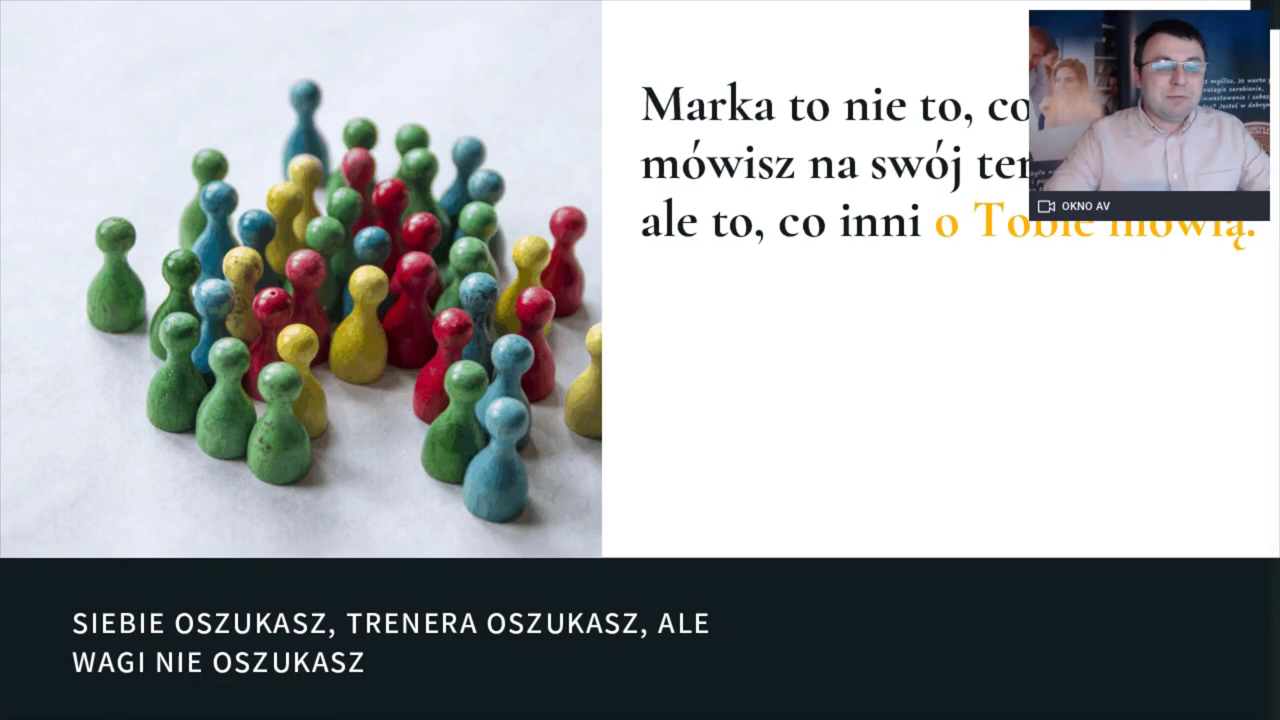 Marka to nie to, co
mówisz na swój
ale to, co inni o Tobie mówią.
OKNO AV
SIEBIE OSZUKASZ, TRENERA OSZUKASZ, ALE
WAGI NIE OSZUKASZ